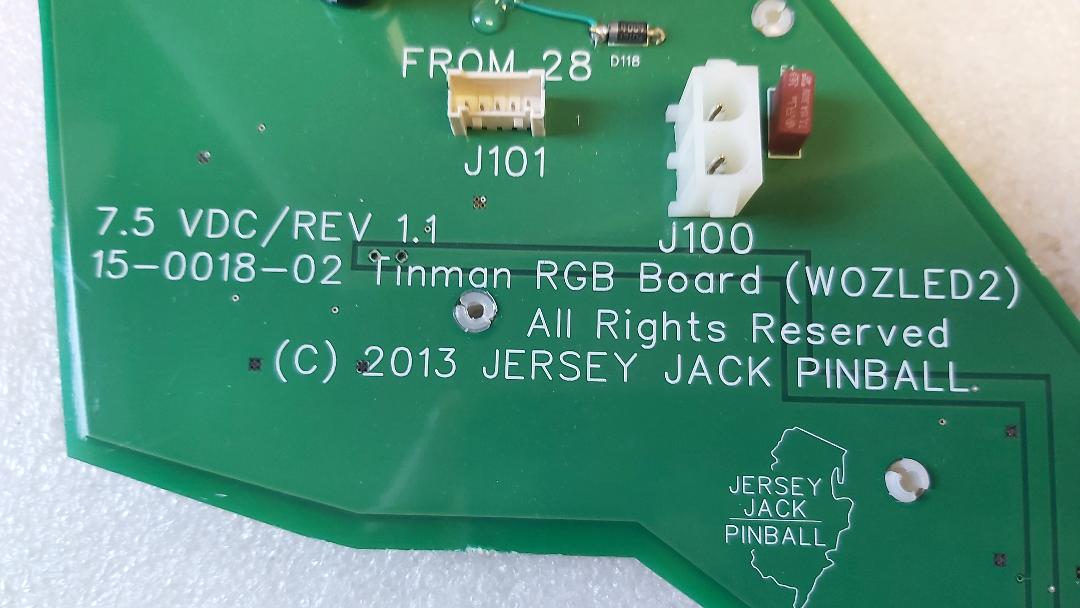 FROM 28
D118
J101
J100
7.5 VDC/REV 1.1
15-0018-02 Tinman RGB Board (WOZLED2)
All Rights Reserved
(C) 2013 JERSEY JACK PINBALL.
JERSEY
JACK
PINBALL